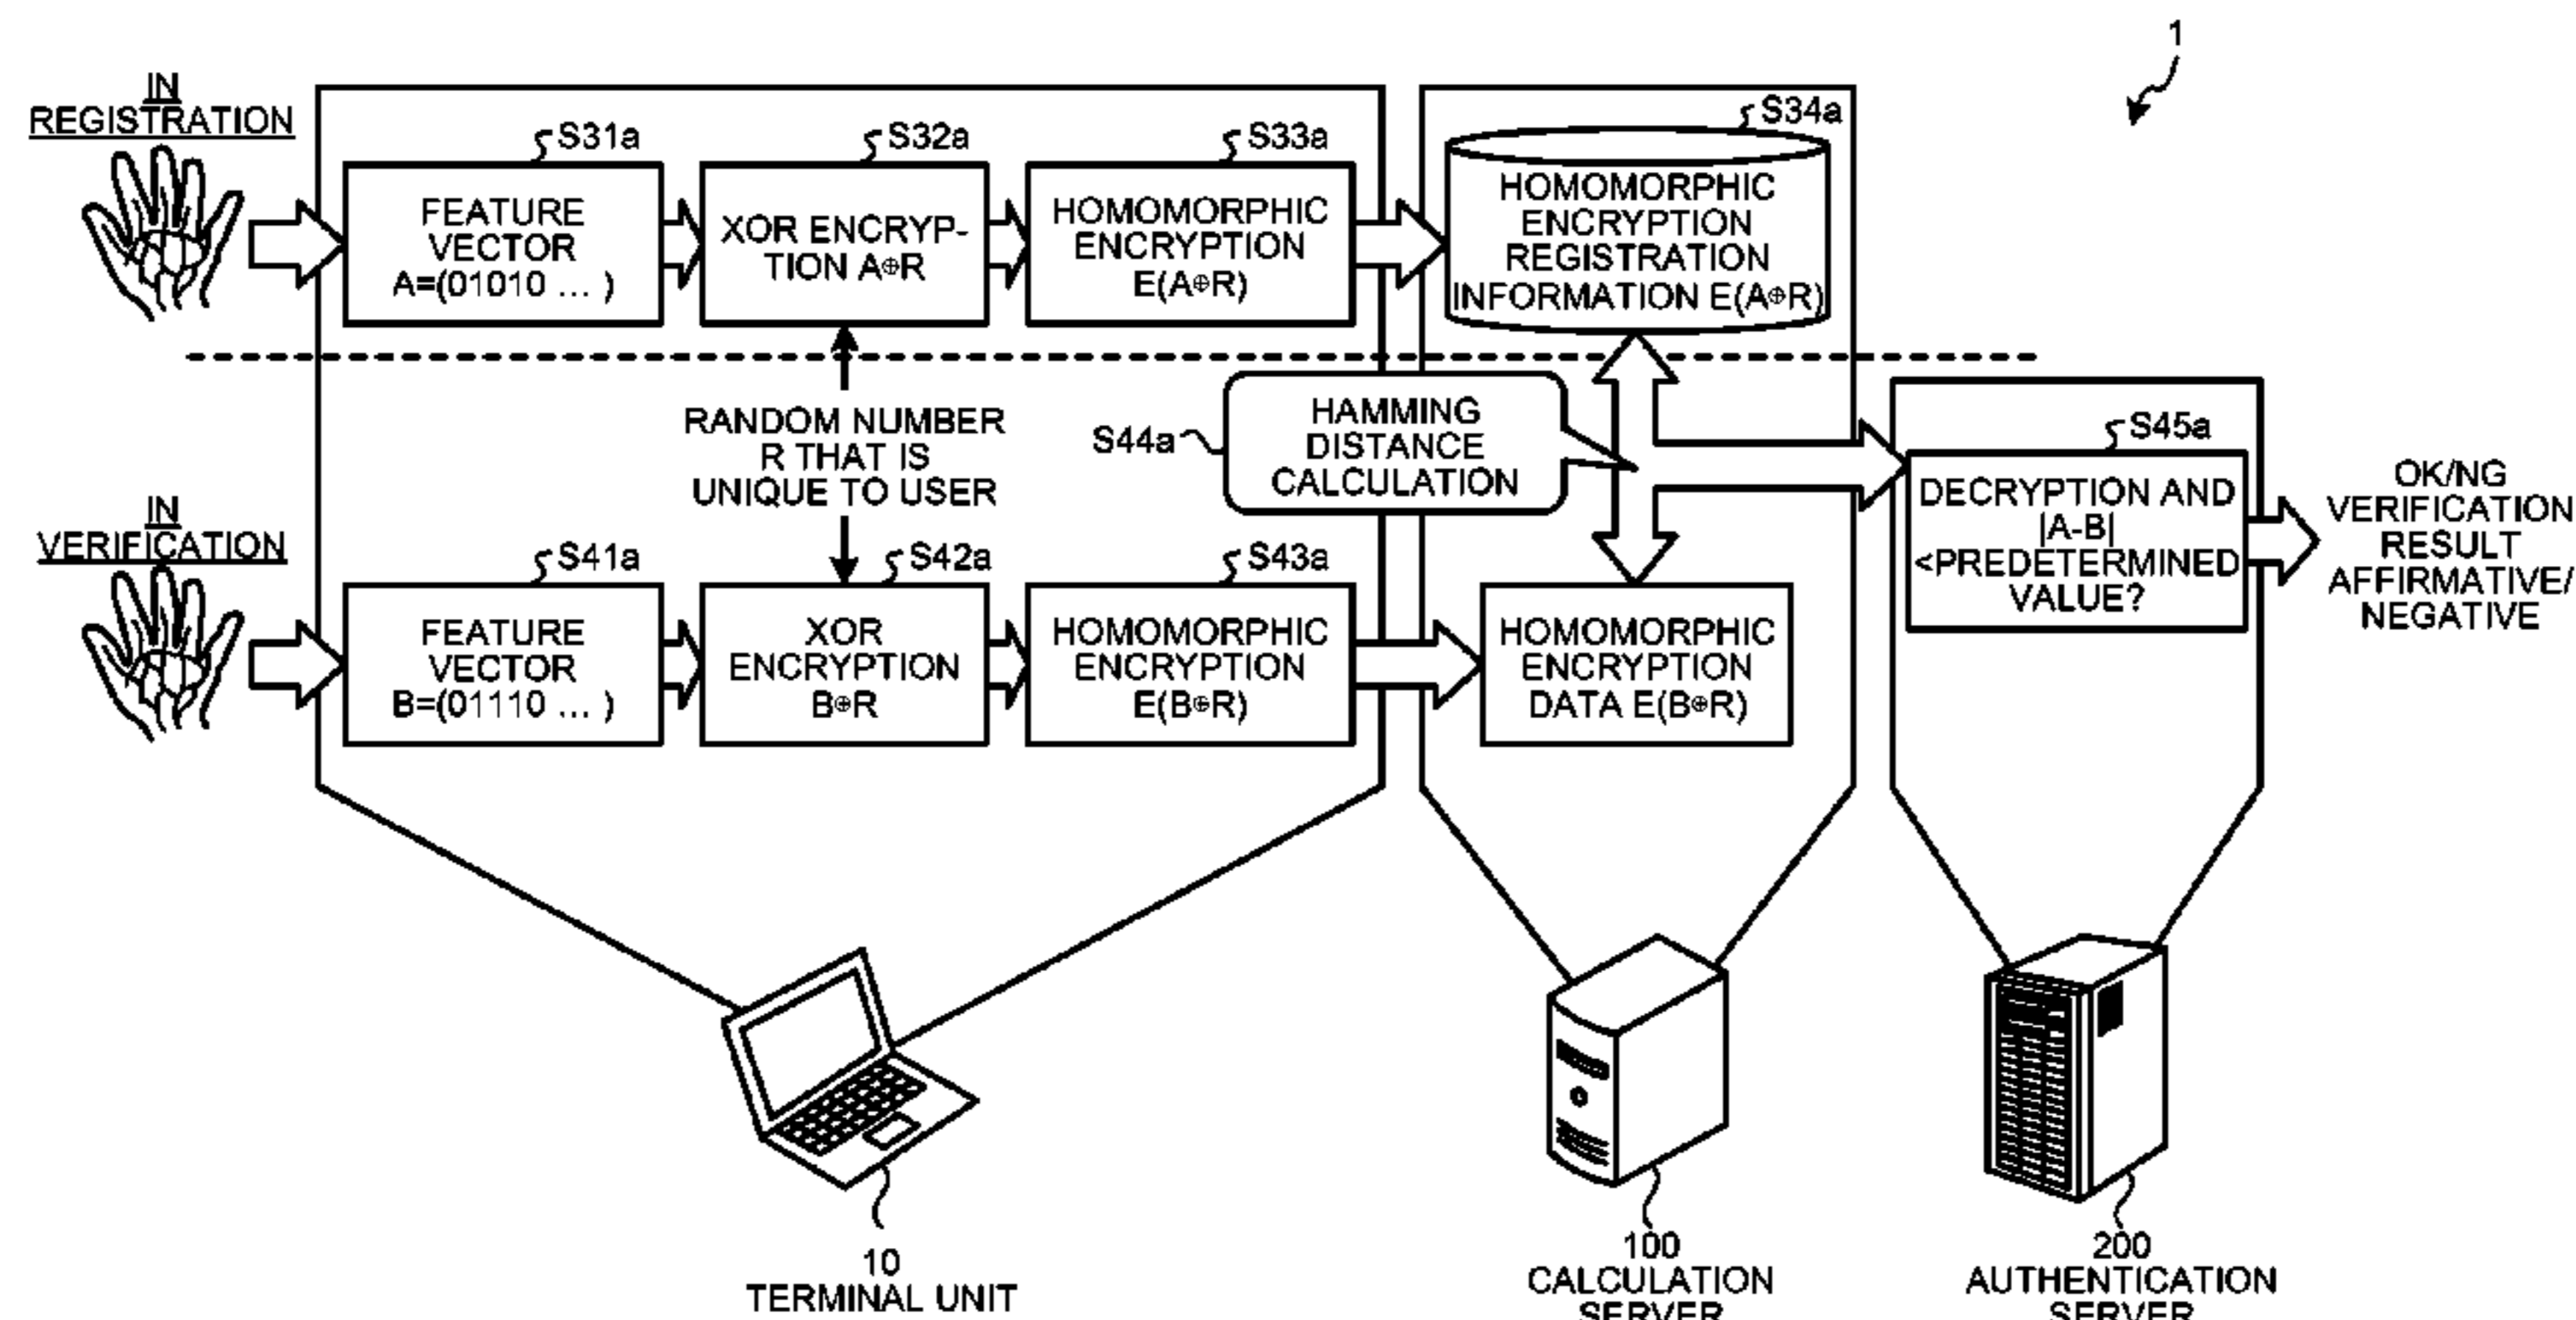 1
IN
REGISTRATION
S31a
S32a
S33a
S34a
FEATURE
VECTOR
A=(01010 ... )
XOR ENCRYP-
TION A⊕R
HOMOMORPHIC
ENCRYPTION
E(A⊕R)
HOMOMORPHIC
ENCRYPTION
REGISTRATION
INFORMATION E(A⊕R)
RANDOM NUMBER
R THAT IS
UNIQUE TO USER
S44a
HAMMING
DISTANCE
CALCULATION
S45a
DECRYPTION AND
|A-B|
<PREDETERMINED
VALUE?
OK/NG
VERIFICATION
RESULT
AFFIRMATIVE/
NEGATIVE
IN
VERIFICATION
S41a
S42a
S43a
FEATURE
VECTOR
B=(01110 ... )
XOR
ENCRYPTION
B⊕R
HOMOMORPHIC
ENCRYPTION
E(B⊕R)
HOMOMORPHIC
ENCRYPTION
DATA E(B⊕R)
10
TERMINAL UNIT
100
CALCULATION
SERVER
200
AUTHENTICATION
SERVER